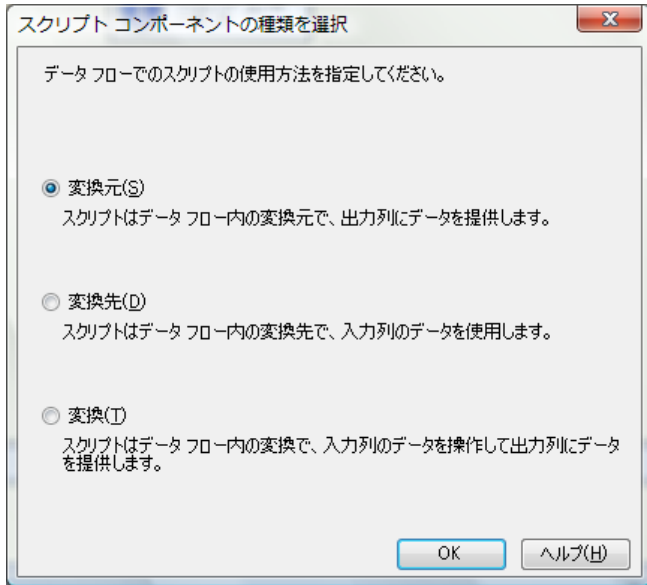 スクリプト コンポーネントの種類を選択
データ フローでのスクリプトの使用方法を指定してください。
変換元(S)
スクリプトはデータ フロー内の変換元で、出力列にデータを提供します。
変換先(D)
スクリプトはデータ フロー内の変換先で、入力列のデータを使用します。
変換(T)
スクリプトはデータ フロー内の変換で、入力列のデータを操作して出力列にデータ
を提供します。
OK
ヘルプ(H)